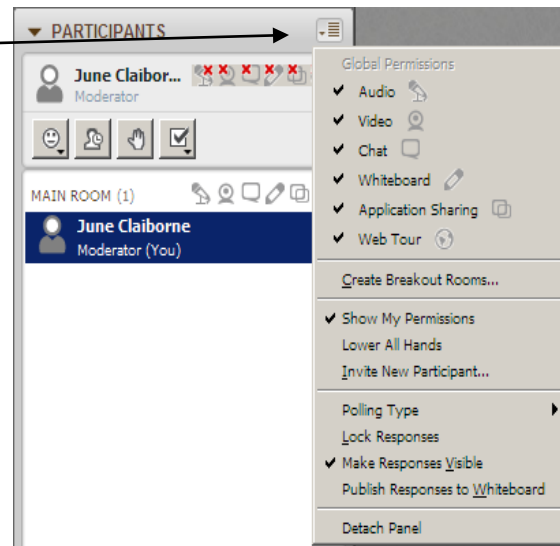 PARTICIPANTS
June Claibor...
Moderator
MAIN ROOM (1)
June Claiborne
Moderator (You)
Global Permissions
Audio
Video
Chat
Whiteboard
Application Sharing
Web Tour
Create Breakout Rooms...
Show My Permissions
Lower All Hands
Invite New Participant...
Polling Type
Lock Responses
Make Responses Visible
Publish Responses to Whiteboard
Detach Panel